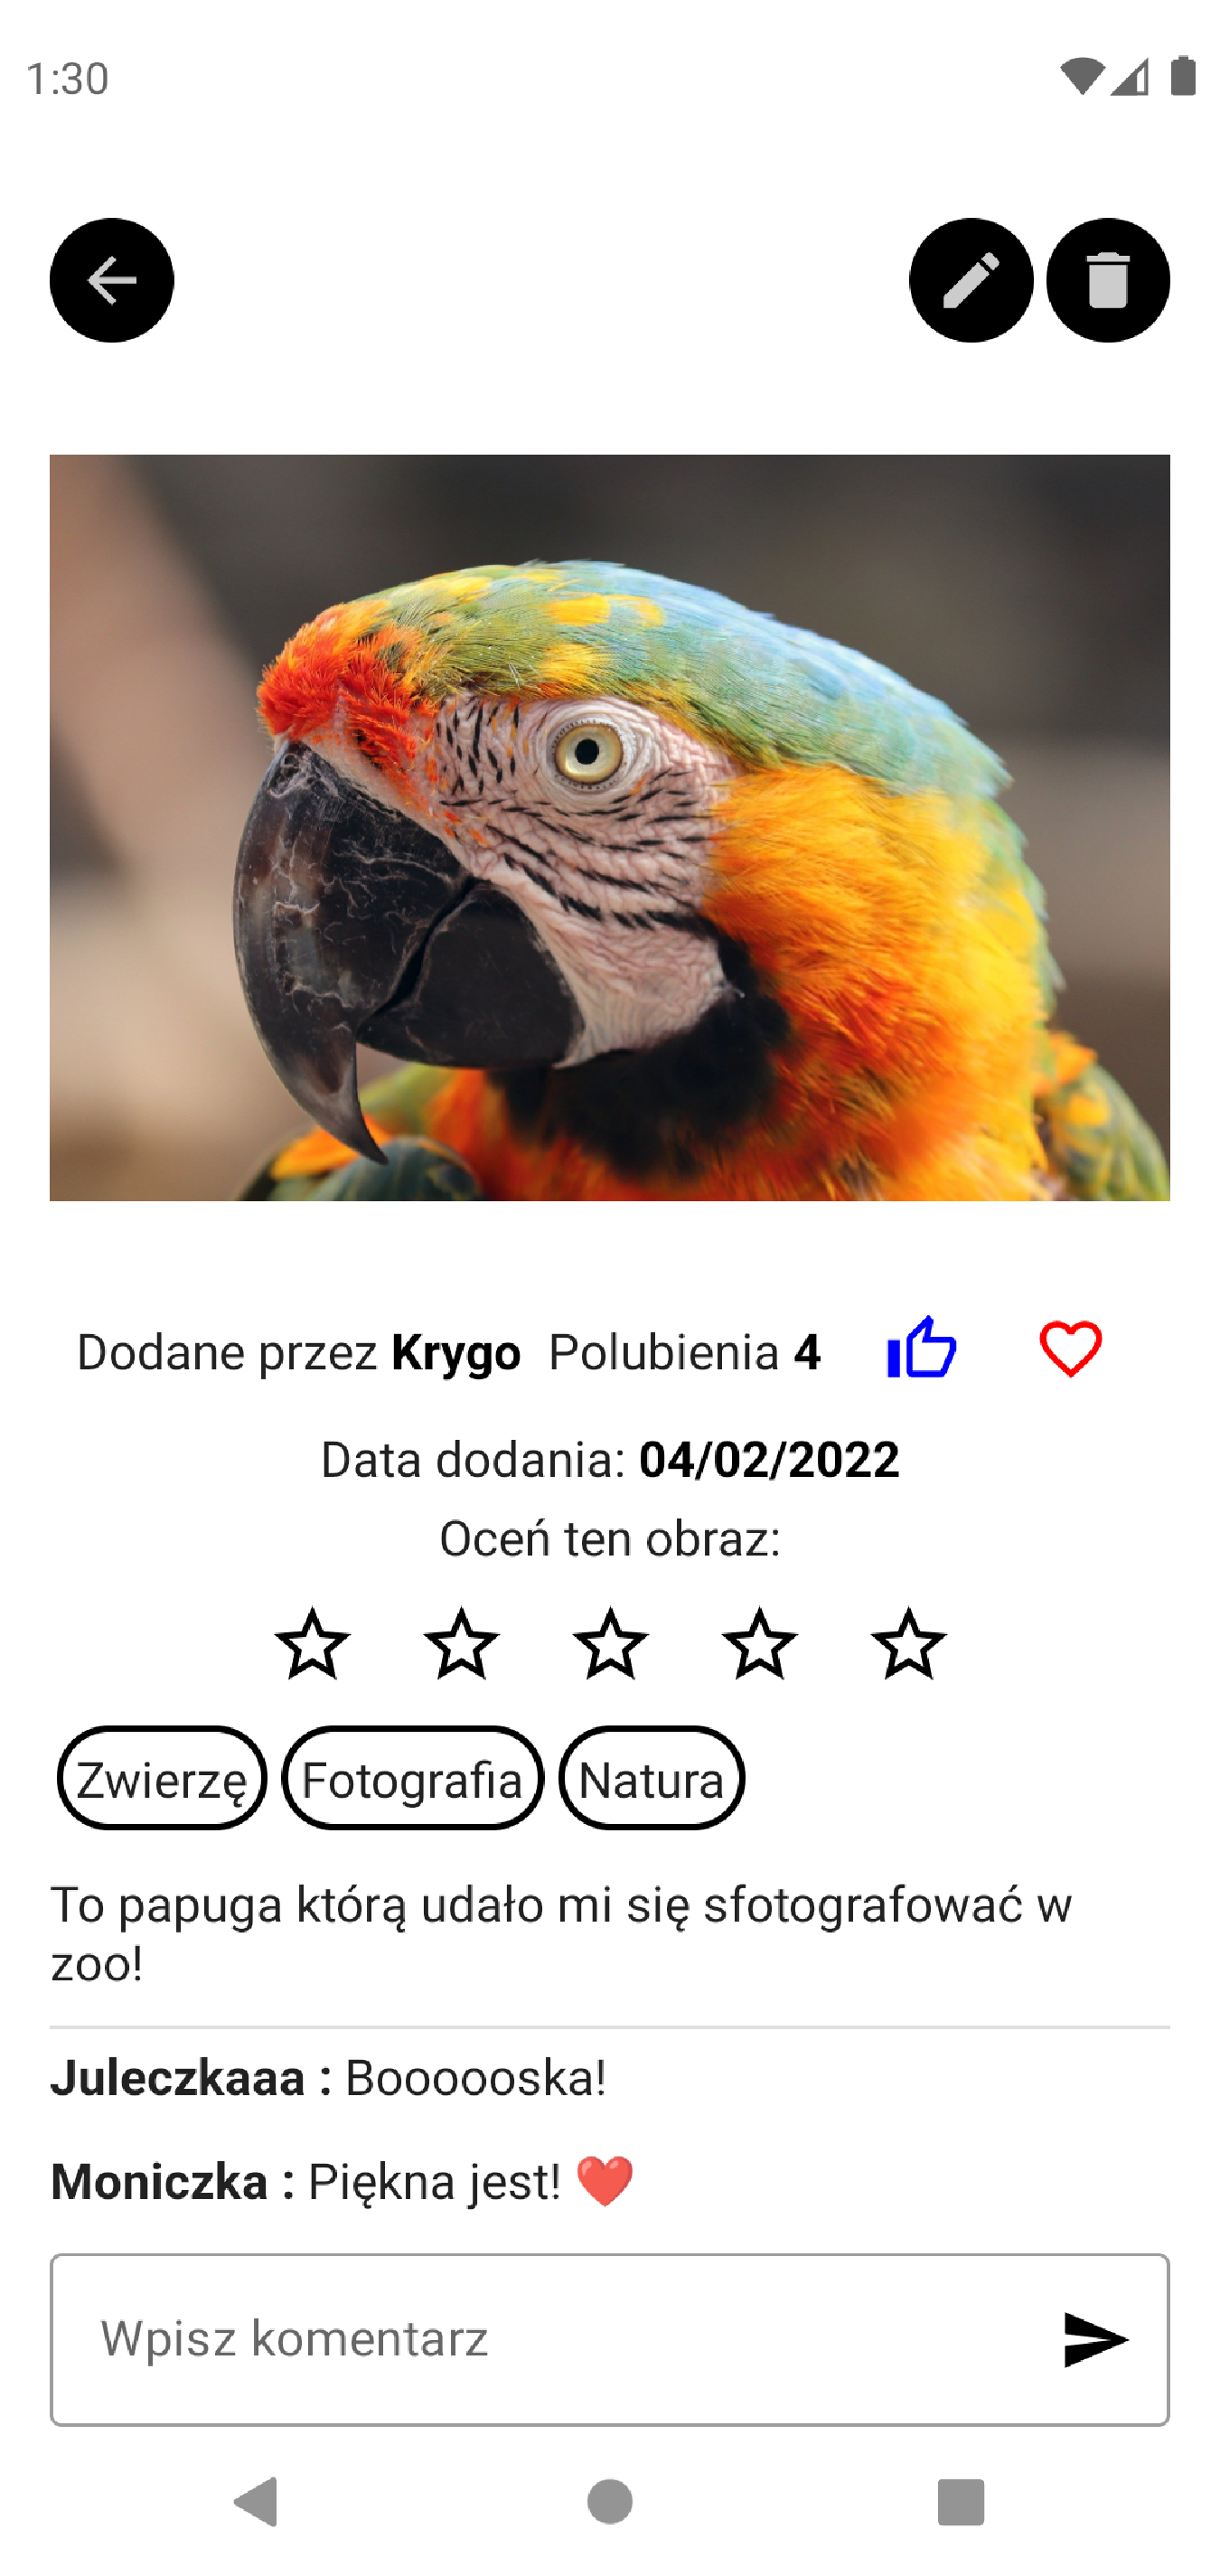 1:30
Dodane przez Krygo Polubienia 4
Data dodania: 04/02/2022
Oceń ten obraz:
Zwierzę Fotografia Natura
To papuga którą udało mi się sfotografować w
zoo!
Juleczkaaa : Boooooska!
Moniczka : Piękna jest! ❤️
Wpisz komentarz